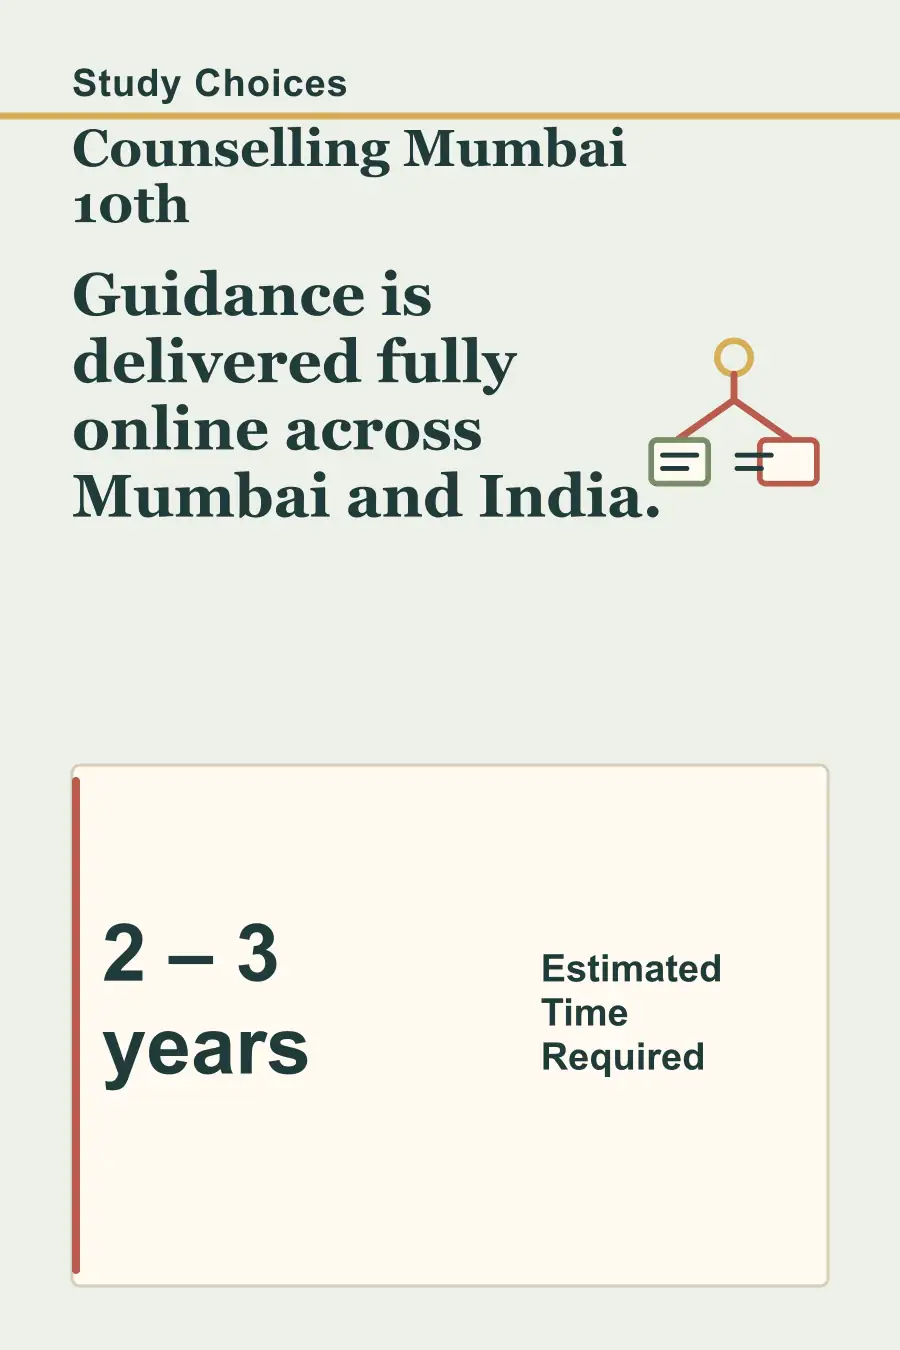 Study Choices
Counselling Mumbai
10th
Guidance is
delivered fully
online across
Mumbai and India.
2 – 3
years
Estimated
Time
Required